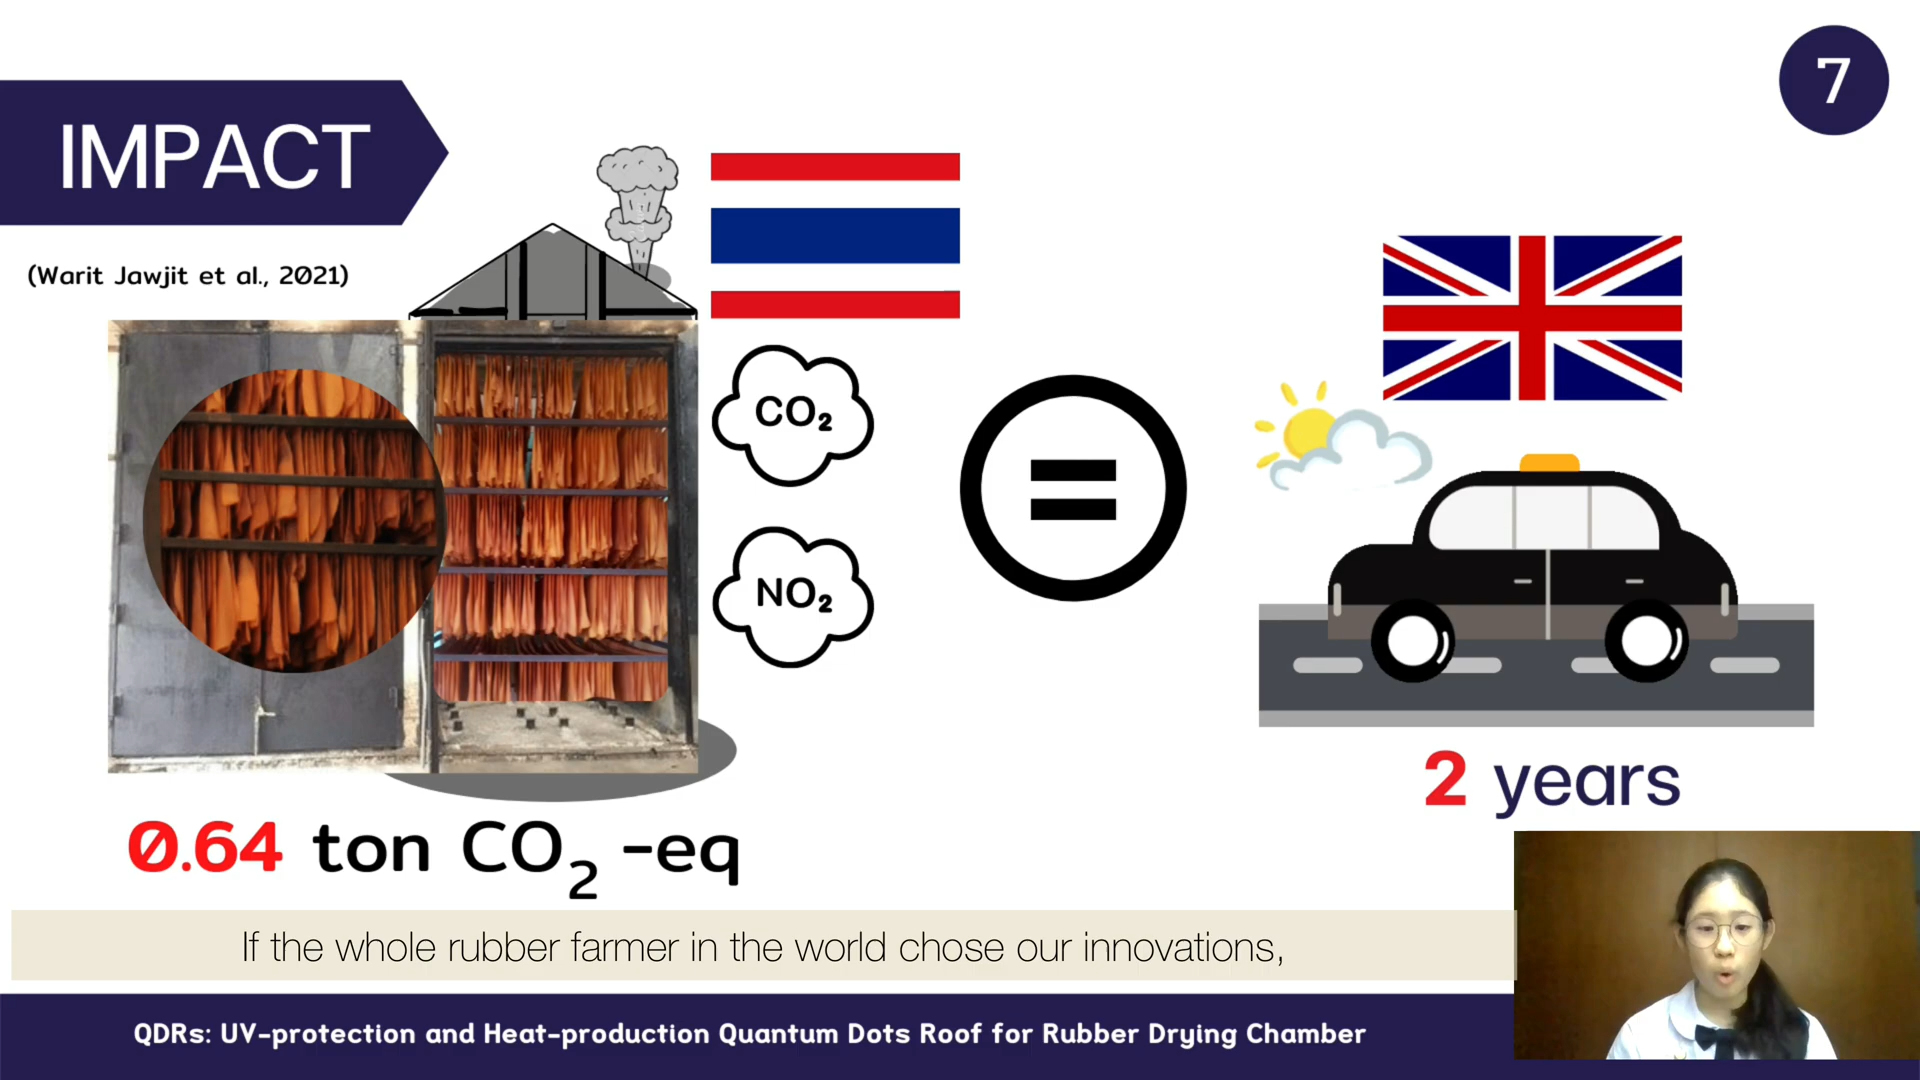 7
IMPACT
(Warit Jawjit et al., 2021)
CO₂
NO₂
=
2 years
0.64 ton CO₂ -eq
If the whole rubber farmer in the world chose our innovations,
QDRs: UV-protection and Heat-production Quantum Dots Roof for Rubber Drying Chamber